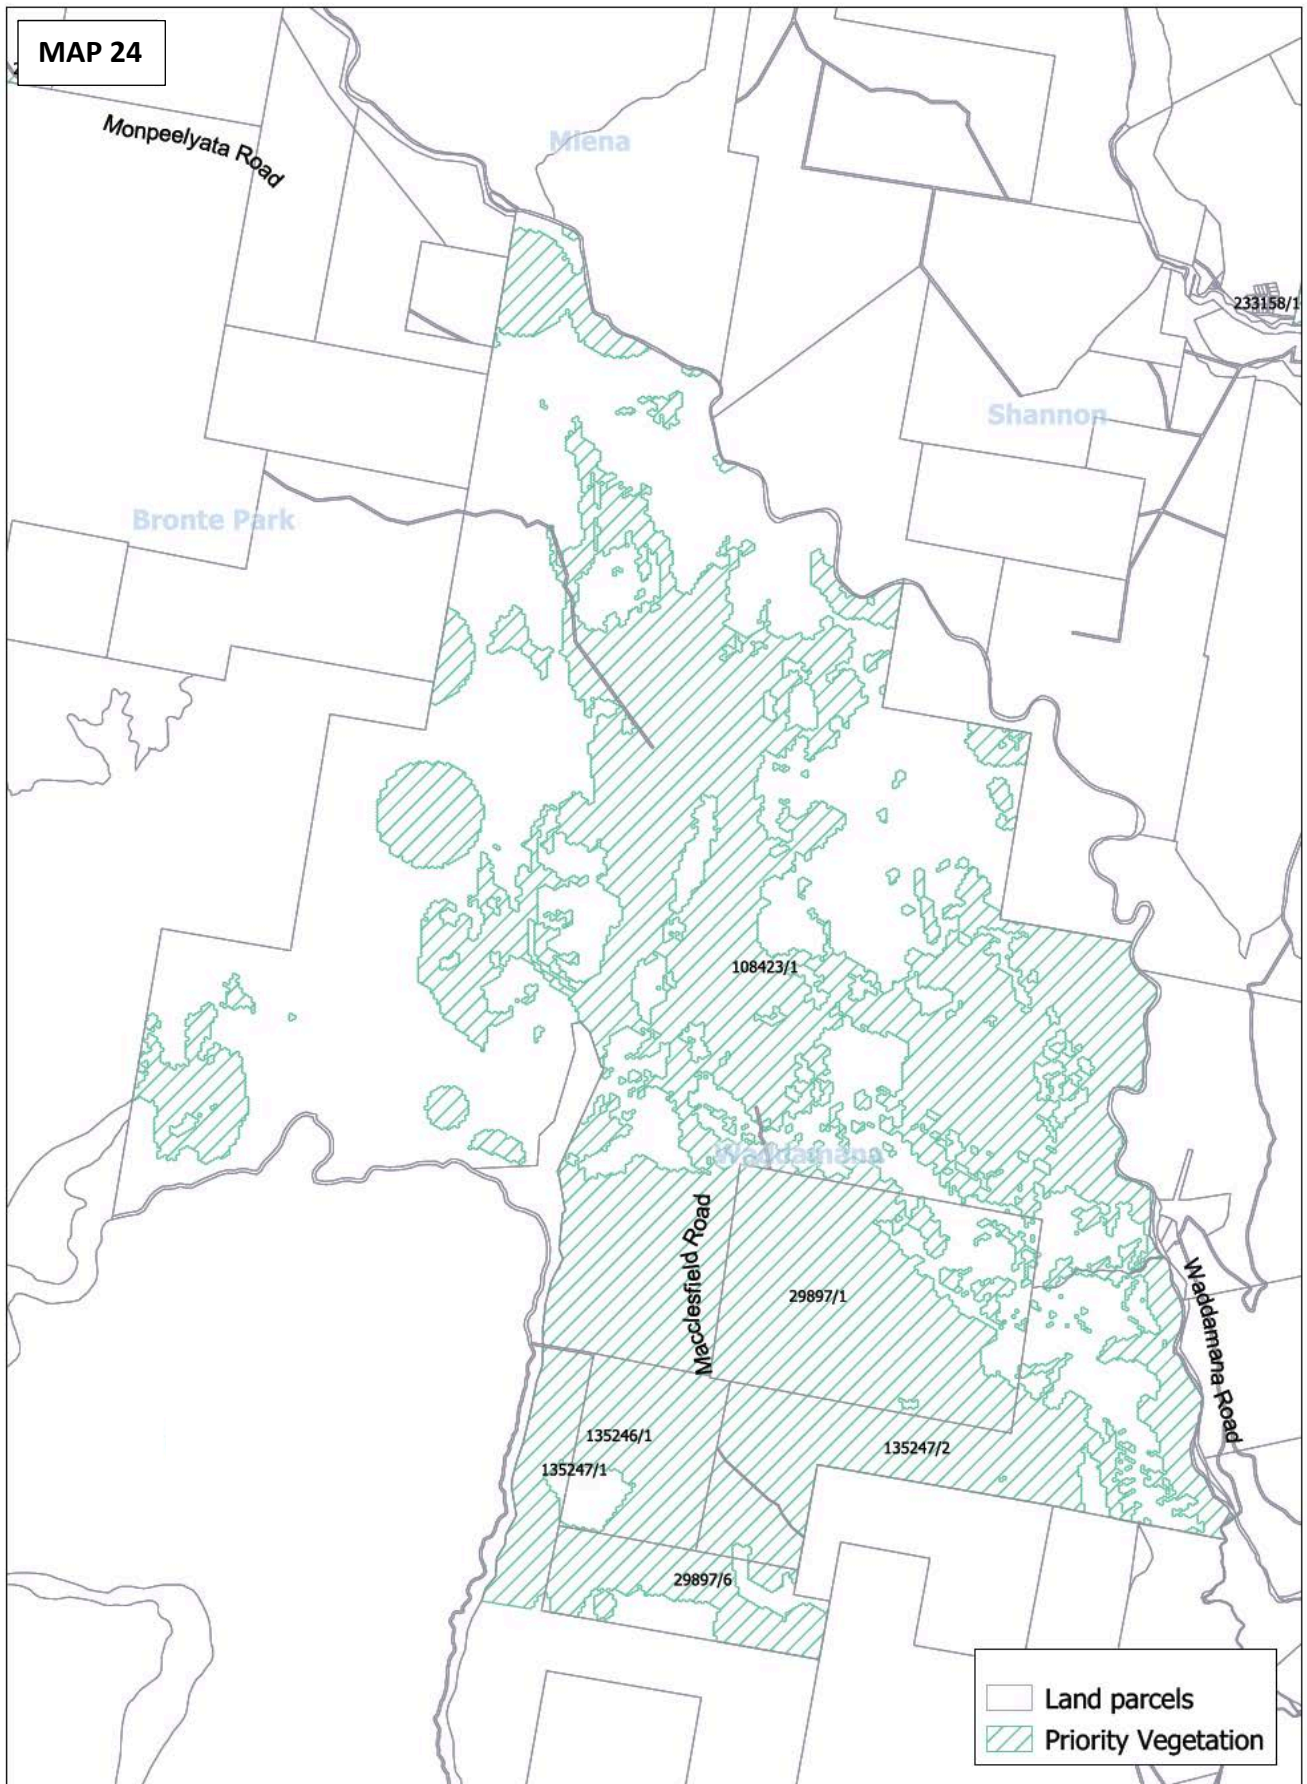 MAP 24
Monpeelyata Road
Miena
233158/1
Shannon
Bronte Park
108423/1
Waddamana
Macclesfield Road
29897/1
Waddamana Road
135246/1
135247/2
135247/1
29897/6
Land parcels
Priority Vegetation